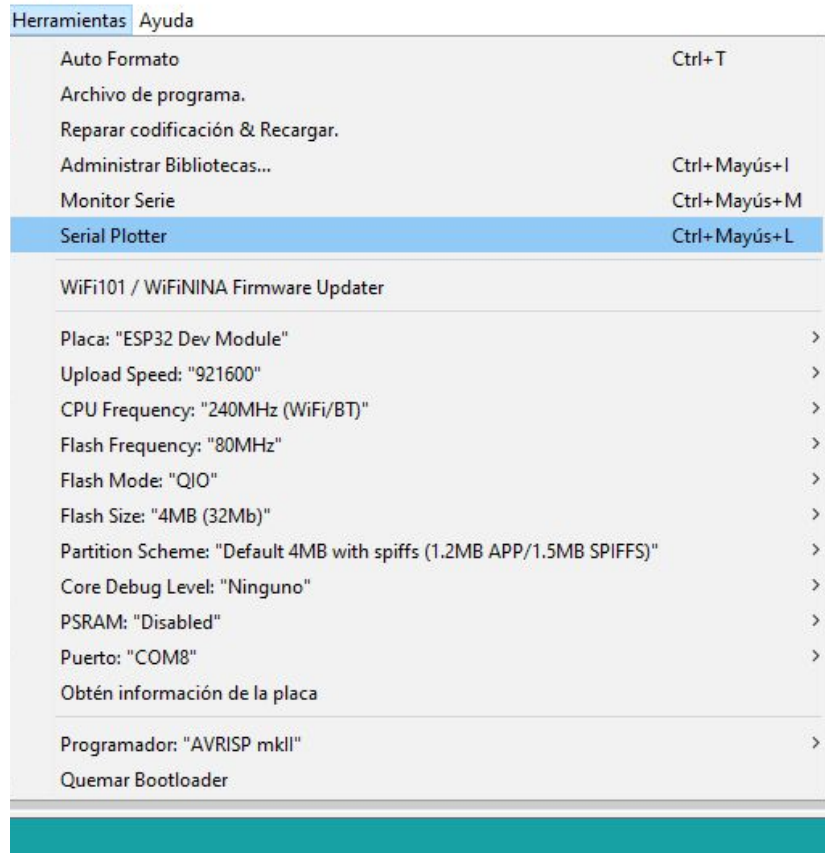 Herramientas Ayuda
Auto Formato Ctrl+T
Archivo de programa.
Reparar codificación & Recargar.
Administrar Bibliotecas... Ctrl+Mayús+I
Monitor Serie Ctrl+Mayús+M
Serial Plotter Ctrl+Mayús+L
WiFi101 / WiFiNINA Firmware Updater
Placa: "ESP32 Dev Module"
Upload Speed: "921600"
CPU Frequency: "240MHz (WiFi/BT)"
Flash Frequency: "80MHz"
Flash Mode: "QIO"
Flash Size: "4MB (32Mb)"
Partition Scheme: "Default 4MB with spiffs (1.2MB APP/1.5MB SPIFFS)"
Core Debug Level: "Ninguno"
PSRAM: "Disabled"
Puerto: "COM8"
Obtén información de la placa
Programador: "AVRISP mkII"
Quemar Bootloader